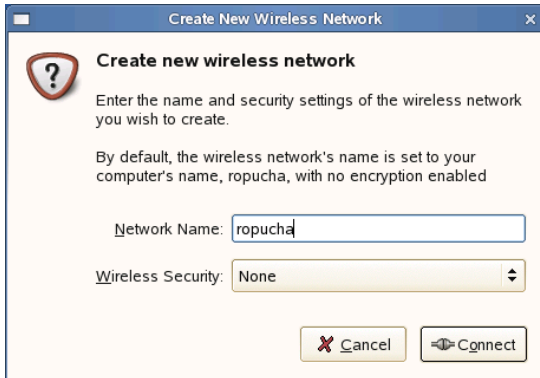 Create New Wireless Network
Create new wireless network
Enter the name and security settings of the wireless network
you wish to create.
By default, the wireless network's name is set to your
computer's name, ropucha, with no encryption enabled
Network Name: ropucha
Wireless Security: None
Cancel Connect